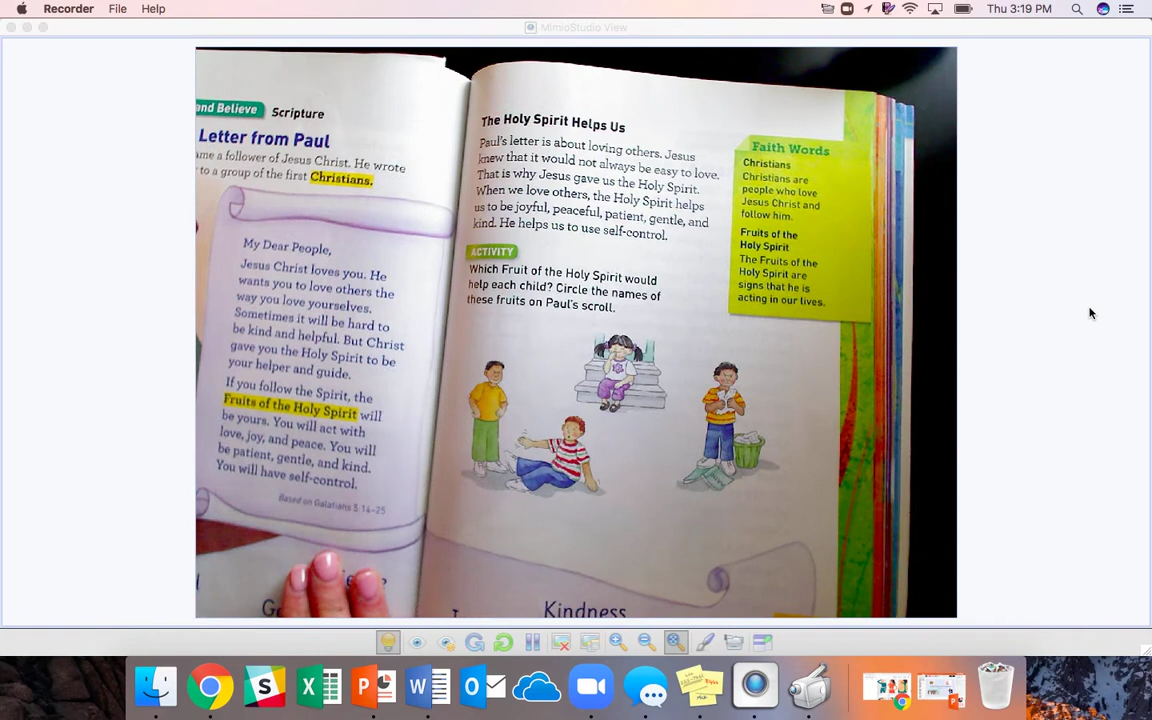 Recorder File Help
Thu 3:19 PM
MimioStudio View
and Believe Scripture
Letter from Paul
ame a follower of Jesus Christ. He wrote
to a group of the first Christians.
My Dear People,
Jesus Christ loves you. He
wants you to love others the
way you love yourselves.
Sometimes it will be hard to
be kind and helpful. But Christ
gave you the Holy Spirit to be
your helper and guide.
If you follow the Spirit, the
Fruits of the Holy Spirit will
be yours. You will act with
love, joy, and peace. You will
be patient, gentle, and kind.
You will have self-control.
Based on Galatians 5:14–25
The Holy Spirit Helps Us
Paul's letter is about loving others. Jesus
knew that it would not always be easy to love.
That is why Jesus gave us the Holy Spirit.
When we love others, the Holy Spirit helps
us to be joyful, peaceful, patient, gentle, and
kind. He helps us to use self-control.
ACTIVITY
Which Fruit of the Holy Spirit would
help each child? Circle the names of
these fruits on Paul's scroll.
Kindness
Faith Words
Christians
Christians are
people who love
Jesus Christ and
follow him.
Fruits of the
Holy Spirit
The Fruits of the
Holy Spirit are
signs that he is
acting in our lives.